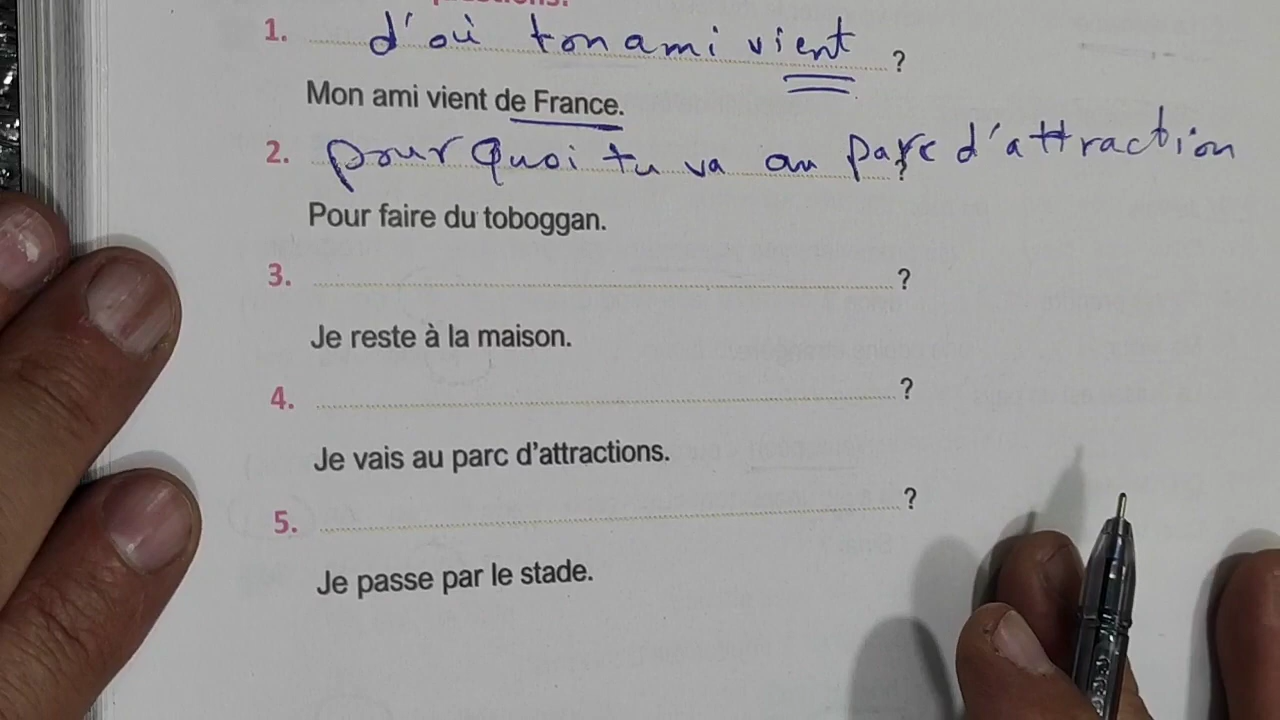 questions.
1. d'où ton ami vient ?
Mon ami vient de France.
2. pourquoi tu va au parc d'attraction ?
Pour faire du toboggan.
3. ?
Je reste à la maison.
4. ?
Je vais au parc d'attractions.
5. ?
Je passe par le stade.